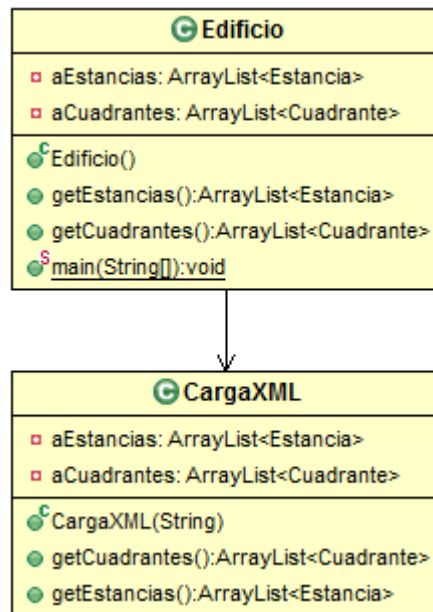 C Edificio
aEstancias: ArrayList<Estancia>
aCuadrantes: ArrayList<Cuadrante>
C Edificio()
getEstancias():ArrayList<Estancia>
getCuadrantes():ArrayList<Cuadrante>
S main(String[]):void
C CargaXML
aEstancias: ArrayList<Estancia>
aCuadrantes: ArrayList<Cuadrante>
C CargaXML(String)
getCuadrantes():ArrayList<Cuadrante>
getEstancias():ArrayList<Estancia>